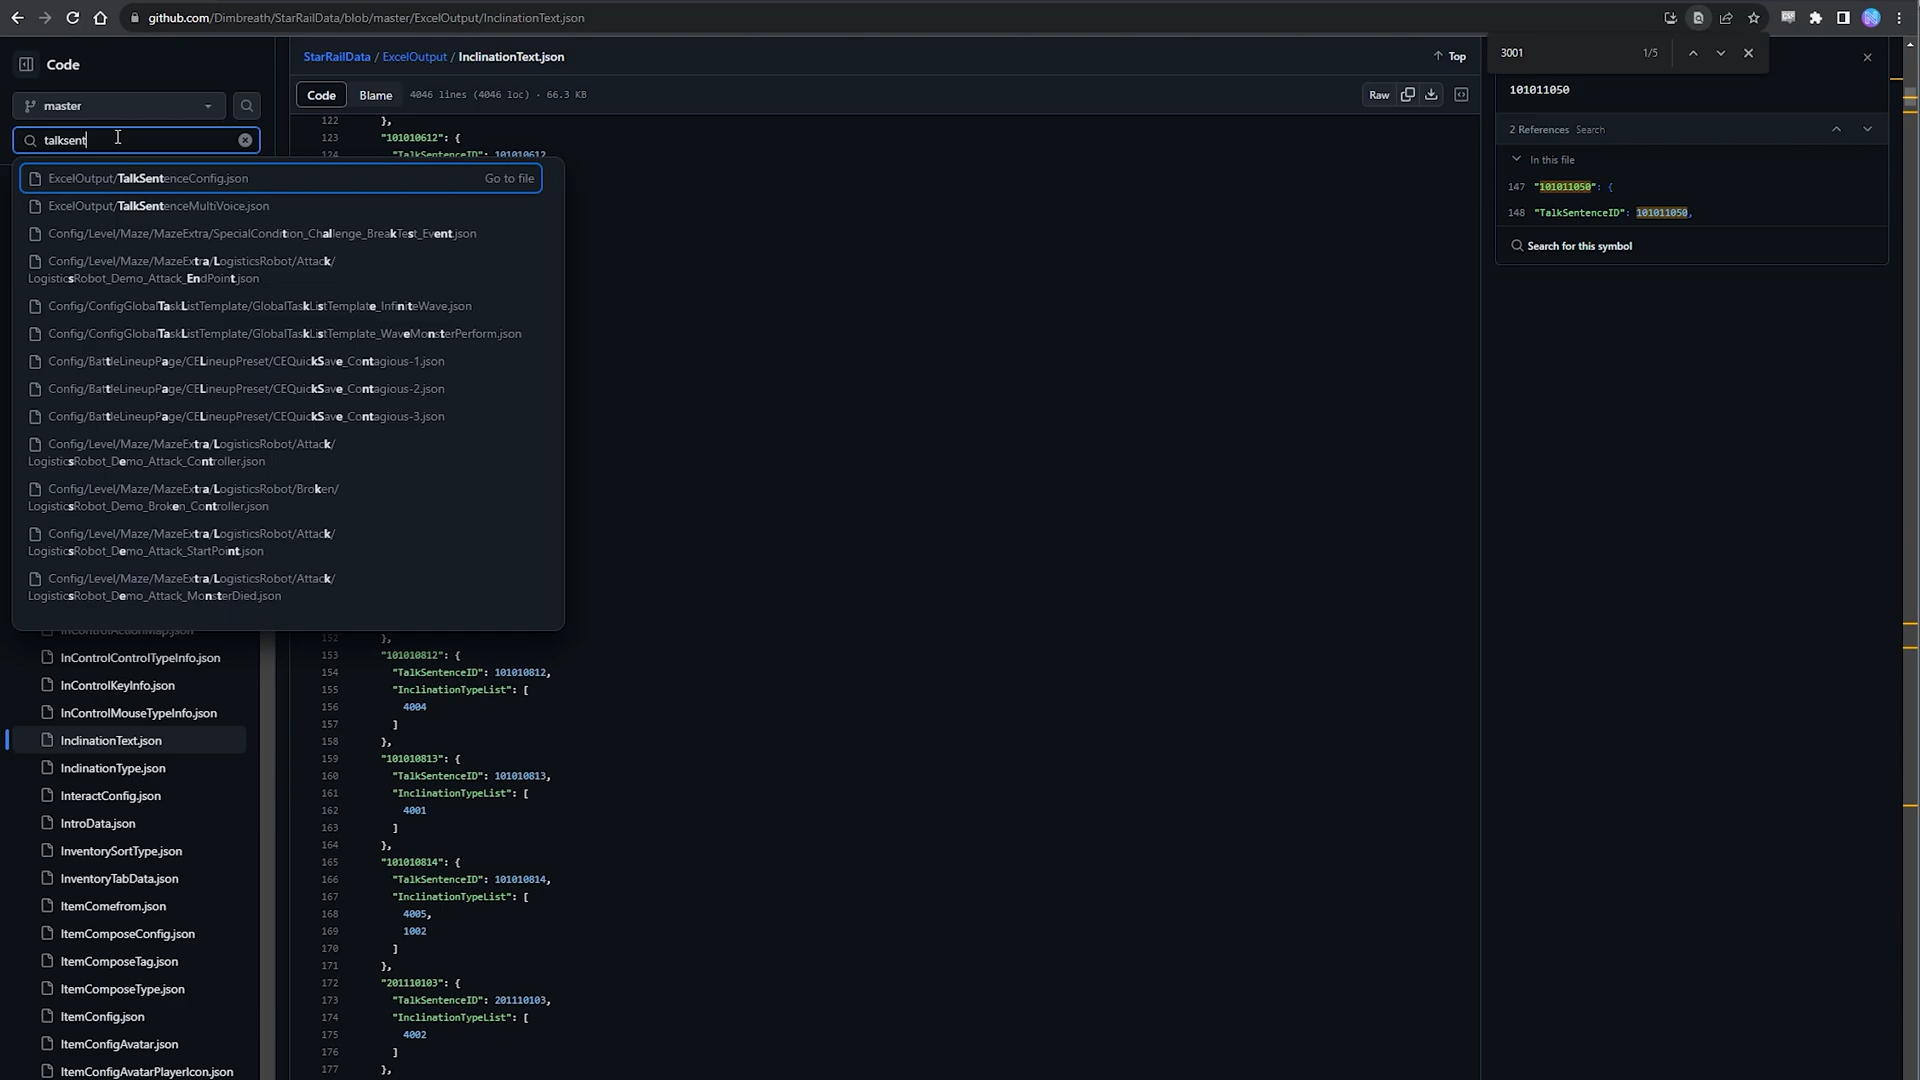 github.com/Dimbreath/StarRailData/blob/master/ExcelOutput/InclinationText.json
Code
master
talksent
ExcelOutput/TalkSentenceConfig.json Go to file
ExcelOutput/TalkSentenceMultiVoice.json
Config/Level/Maze/MazeExtra/SpecialCondition_Challenge_BreakTest_Event.json
Config/Level/Maze/MazeExtra/LogisticsRobot/Attack/
LogisticsRobot_Demo_Attack_EndPoint.json
Config/ConfigGlobalTaskListTemplate/GlobalTaskListTemplate_InfiniteWave.json
Config/ConfigGlobalTaskListTemplate/GlobalTaskListTemplate_WaveMonsterPerform.json
Config/BattleLineupPage/CELineupPreset/CEQuickSave_Contagious-1.json
Config/BattleLineupPage/CELineupPreset/CEQuickSave_Contagious-2.json
Config/BattleLineupPage/CELineupPreset/CEQuickSave_Contagious-3.json
Config/Level/Maze/MazeExtra/LogisticsRobot/Attack/
LogisticsRobot_Demo_Attack_Controller.json
Config/Level/Maze/MazeExtra/LogisticsRobot/Broken/
LogisticsRobot_Demo_Broken_Controller.json
Config/Level/Maze/MazeExtra/LogisticsRobot/Attack/
LogisticsRobot_Demo_Attack_StartPoint.json
Config/Level/Maze/MazeExtra/LogisticsRobot/Attack/
LogisticsRobot_Demo_Attack_MonsterDied.json
InControlActionMap.json
InControlControlTypeInfo.json
InControlKeyInfo.json
InControlMouseTypeInfo.json
InclinationText.json
InclinationType.json
InteractConfig.json
IntroData.json
InventorySortType.json
InventoryTabData.json
ItemComefrom.json
ItemComposeConfig.json
ItemComposeTag.json
ItemComposeType.json
ItemConfig.json
ItemConfigAvatar.json
ItemConfigAvatarPlayerIcon.json
StarRailData / ExcelOutput / InclinationText.json
Top
Code Blame 4046 lines (4046 loc) · 66.3 KB
Raw
122 },
123 "101010612": {
124 "TalkSentenceID": 101010612,
152 },
153 "101010812": {
154 "TalkSentenceID": 101010812,
155 "InclinationTypeList": [
156 4004
157 ]
158 },
159 "101010813": {
160 "TalkSentenceID": 101010813,
161 "InclinationTypeList": [
162 4001
163 ]
164 },
165 "101010814": {
166 "TalkSentenceID": 101010814,
167 "InclinationTypeList": [
168 4005,
169 1002
170 ]
171 },
172 "201110103": {
173 "TalkSentenceID": 201110103,
174 "InclinationTypeList": [
175 4002
176 ]
177 },
3001 1/5
101011050
2 References Search
In this file
147 "101011050": {
148 "TalkSentenceID": 101011050,
Search for this symbol